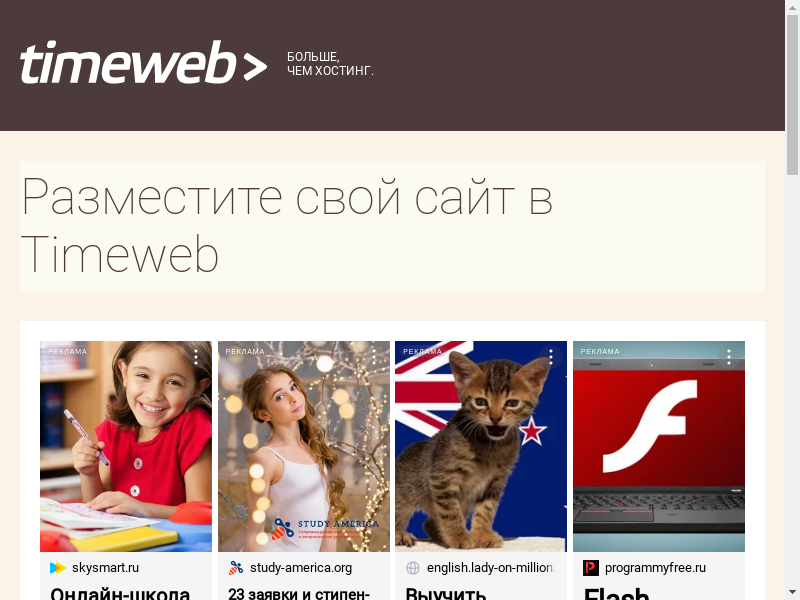 timeweb>
БОЛЬШЕ,
ЧЕМ ХОСТИНГ.
Разместите свой сайт в
Timeweb
РЕКЛАМА
РЕКЛАМА
РЕКЛАМА
РЕКЛАМА
STUDY AMERICA
skysmart.ru
study-america.org
english.lady-on-million.
programmyfree.ru
Онлайн-школа
23 заявки и стипен-
Выучить
Flash